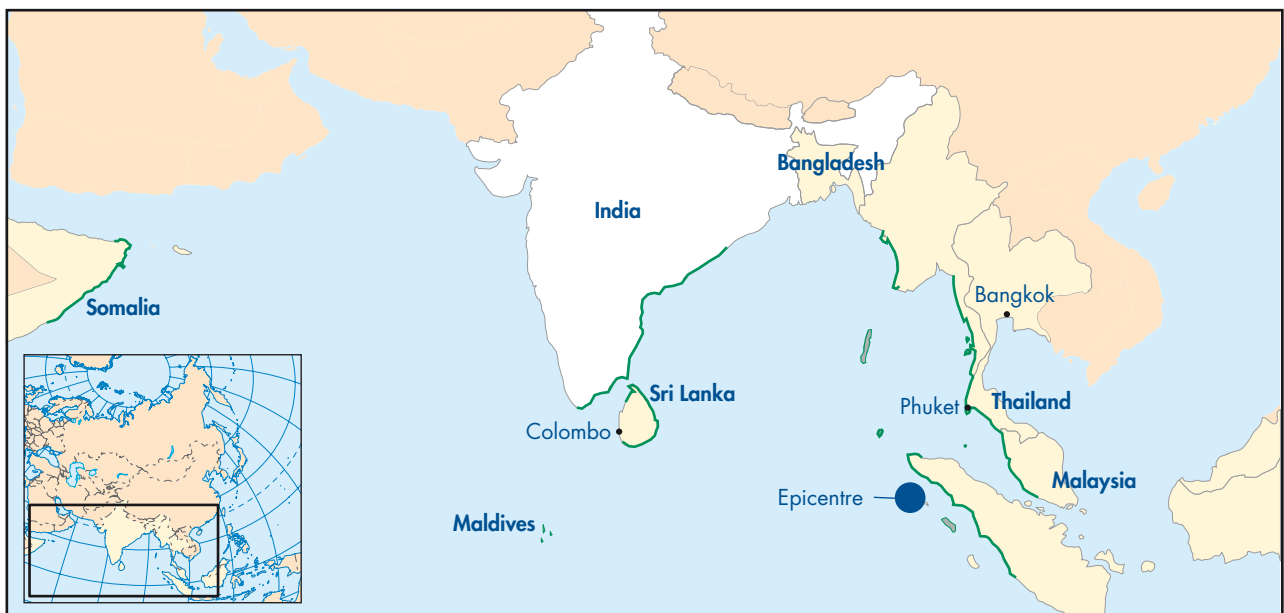 Bangladesh
India
Somalia
Bangkok
Sri Lanka
Phuket
Thailand
Colombo
Malaysia
Epicentre
Maldives